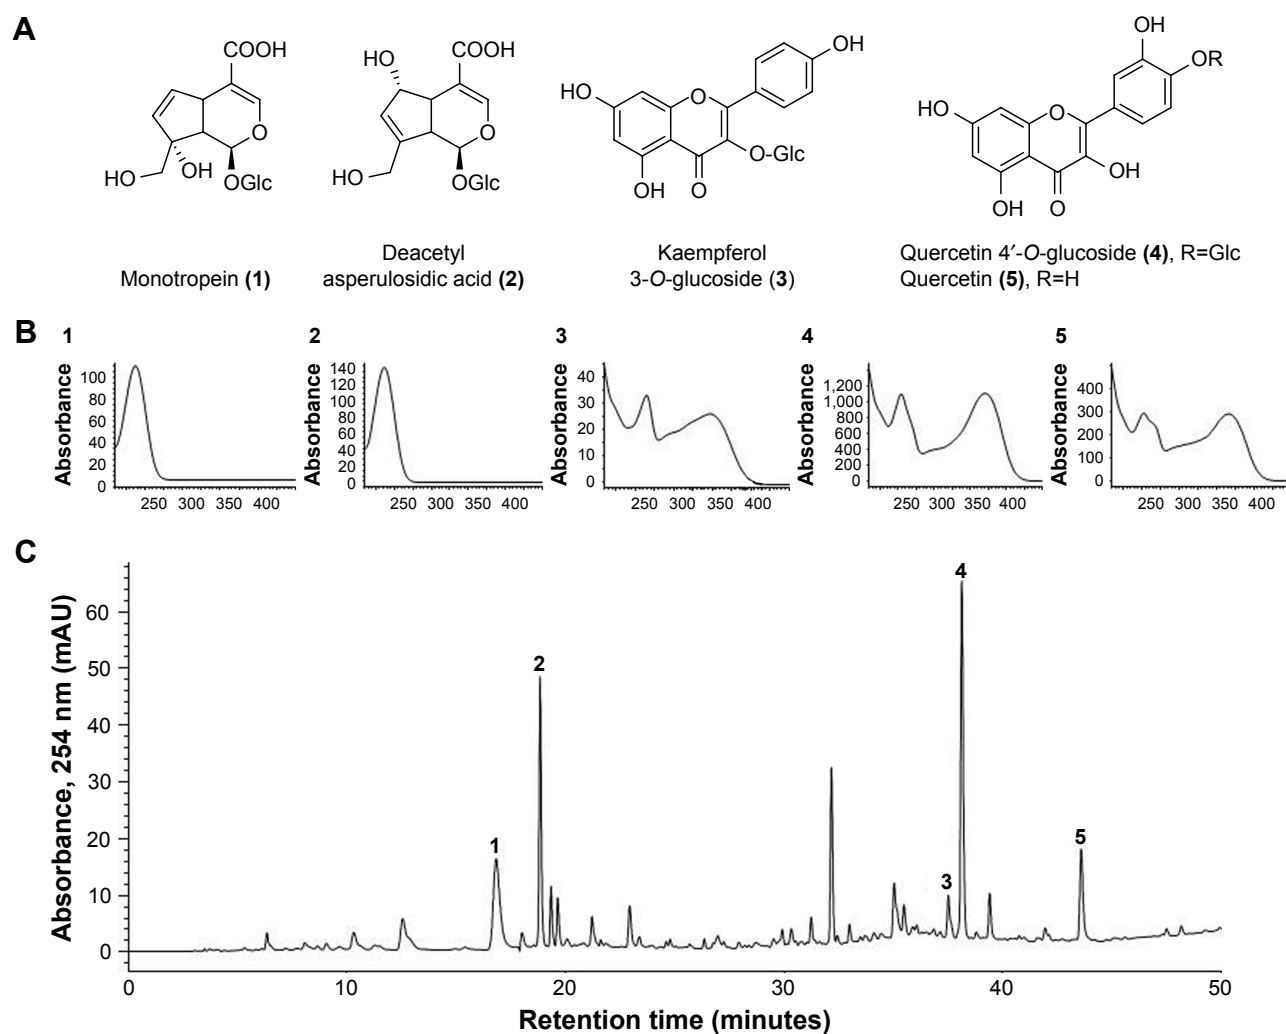 A
COOH
O
OH
HO
OGlc
Monotropein (1)
HO
COOH
O
HO
OGlc
Deacetyl
asperulosidic acid (2)
OH
HO
O
O-Glc
OH
O
Kaempferol
3-O-glucoside (3)
OH
OR
HO
O
OH
OH
O
Quercetin 4′-O-glucoside (4), R=Glc
Quercetin (5), R=H
B
1
Absorbance
100
80
60
40
20
0
250 300 350 400
2
Absorbance
140
120
100
80
60
40
20
0
250 300 350 400
3
Absorbance
40
30
20
10
0
250 300 350 400
4
Absorbance
1,200
1,000
800
600
400
200
0
250 300 350 400
5
Absorbance
400
300
200
100
0
250 300 350 400
C
Absorbance, 254 nm (mAU)
60
50
40
30
20
10
0
1
2
3
4
5
0 10 20 30 40 50
Retention time (minutes)